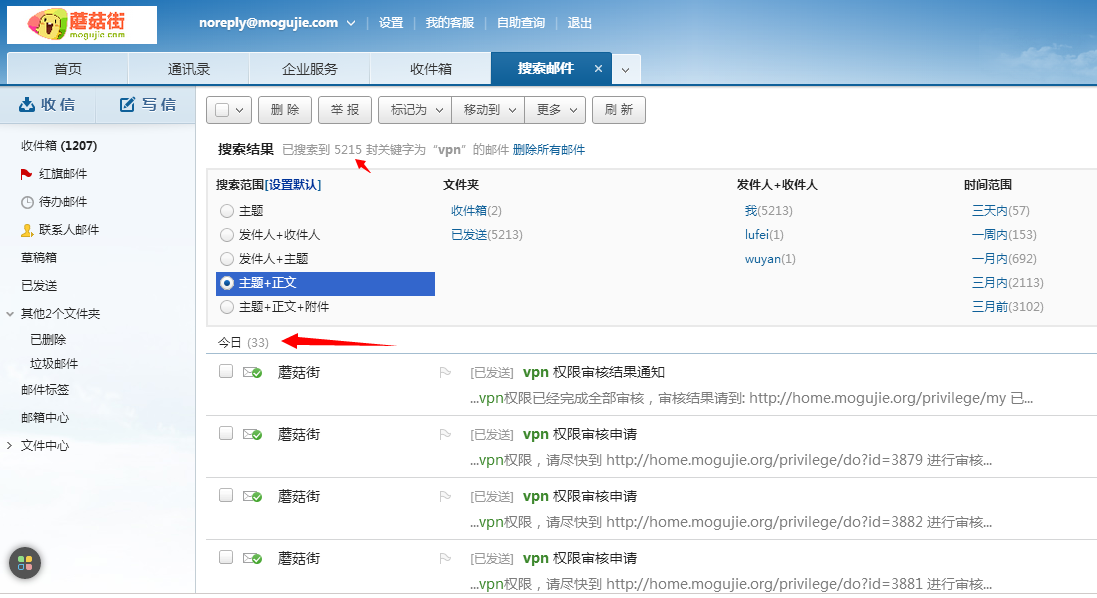 蘑菇街
mogujie.com
noreply@mogujie.com | 设置 | 我的客服 | 自助查询 | 退出
首页 通讯录 企业服务 收件箱 搜索邮件 ×
收信 写信
删除 举报 标记为 移动到 更多 刷新
收件箱 (1207)
红旗邮件
待办邮件
联系人邮件
草稿箱
已发送
其他2个文件夹
已删除
垃圾邮件
邮件标签
邮箱中心
文件中心
搜索结果 已搜索到 5215 封关键字为 “vpn” 的邮件 删除所有邮件
搜索范围[设置默认] 文件夹 发件人+收件人 时间范围
主题 收件箱(2) 我(5213) 三天内(57)
发件人+收件人 已发送(5213) lufei(1) 一周内(153)
发件人+主题 wuyan(1) 一月内(692)
主题+正文 三月内(2113)
主题+正文+附件 三月前(3102)
今日 (33)
蘑菇街 [已发送] vpn 权限审核结果通知
...vpn权限已经完成全部审核，审核结果请到: http://home.mogujie.org/privilege/my 已...
蘑菇街 [已发送] vpn 权限审核申请
...vpn权限，请尽快到 http://home.mogujie.org/privilege/do?id=3879 进行审核...
蘑菇街 [已发送] vpn 权限审核申请
...vpn权限，请尽快到 http://home.mogujie.org/privilege/do?id=3882 进行审核...
蘑菇街 [已发送] vpn 权限审核申请
...vpn权限，请尽快到 http://home.mogujie.org/privilege/do?id=3881 进行审核...